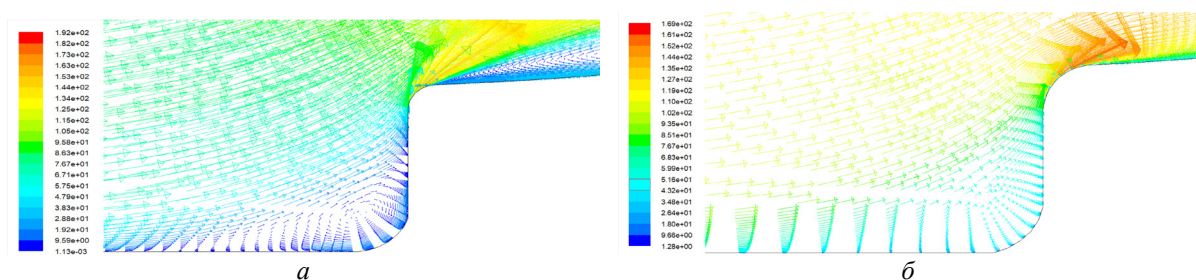 1.92e+02
1.82e+02
1.73e+02
1.63e+02
1.53e+02
1.44e+02
1.34e+02
1.25e+02
1.15e+02
1.05e+02
9.58e+01
8.63e+01
7.67e+01
6.71e+01
5.75e+01
4.79e+01
3.83e+01
2.88e+01
1.92e+01
9.59e+00
1.13e-03
1.69e+02
1.61e+02
1.52e+02
1.44e+02
1.35e+02
1.27e+02
1.19e+02
1.10e+02
1.02e+02
9.35e+01
8.51e+01
7.67e+01
6.83e+01
5.99e+01
5.16e+01
4.32e+01
3.48e+01
2.64e+01
1.80e+01
9.66e+00
1.28e+00
а
б